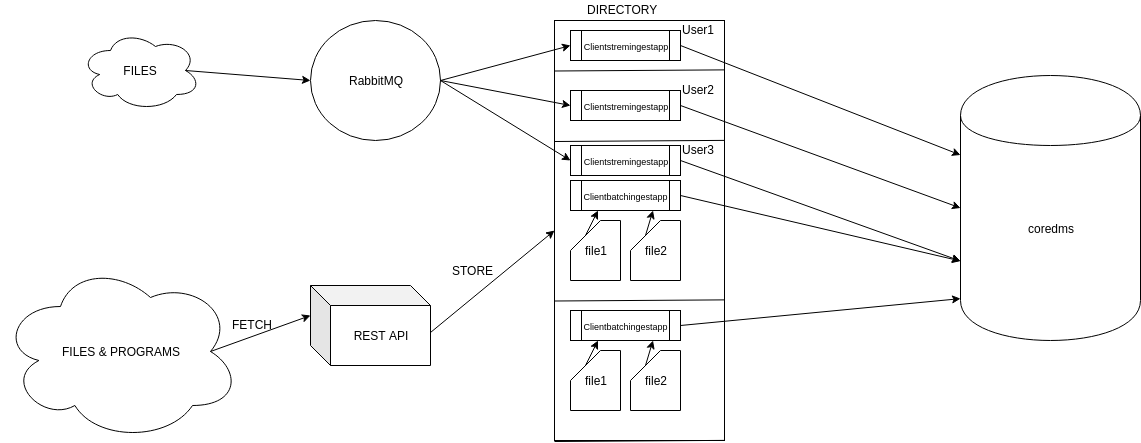 DIRECTORY
User1
Clientstremingestapp
FILES
RabbitMQ
User2
Clientstremingestapp
User3
Clientstremingestapp
Clientbatchingestapp
file1
file2
coredms
STORE
FETCH
REST API
FILES & PROGRAMS
Clientbatchingestapp
file1
file2